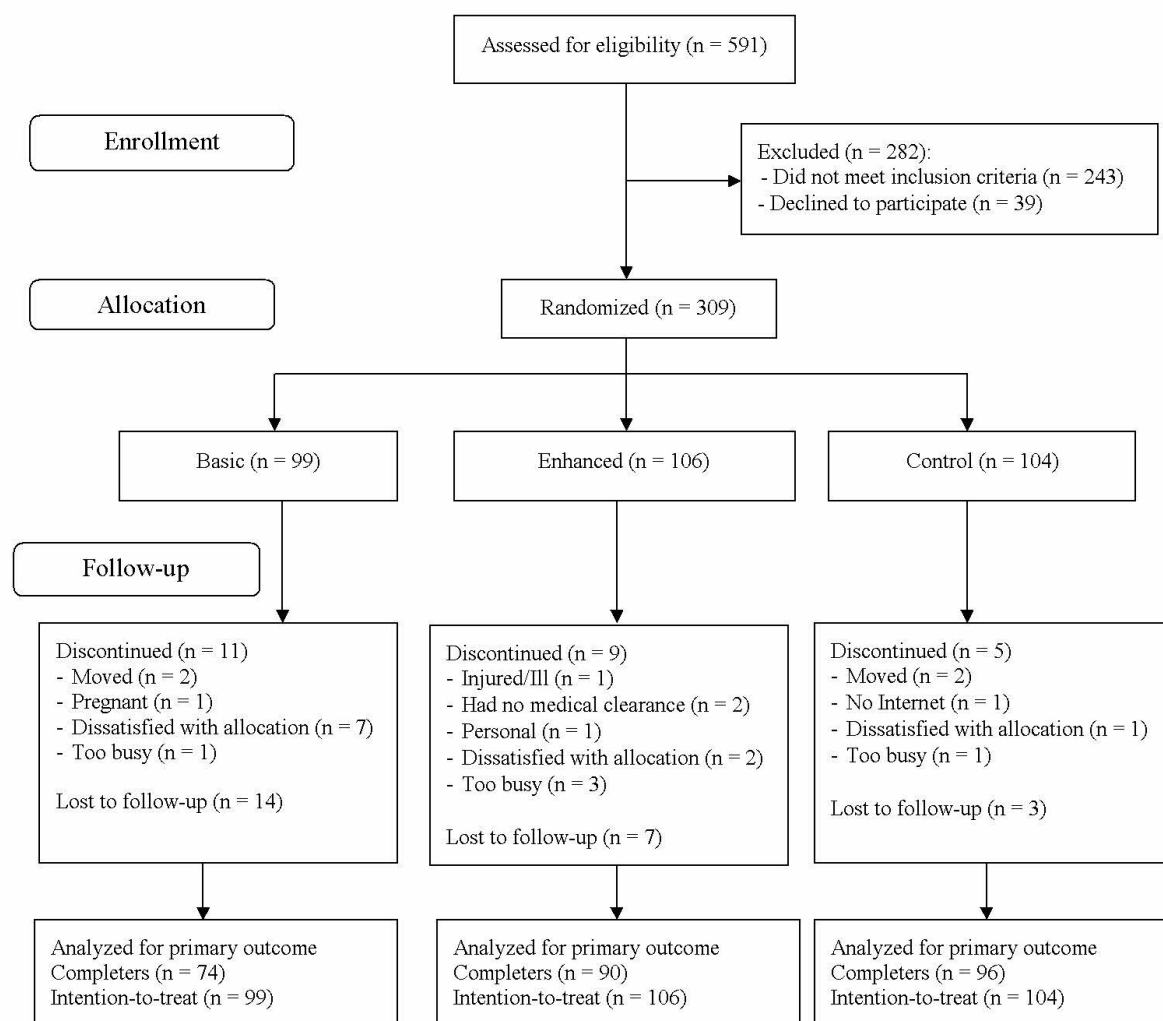 Assessed for eligibility (n = 591)
Enrollment
Excluded (n = 282):
- Did not meet inclusion criteria (n = 243)
- Declined to participate (n = 39)
Allocation
Randomized (n = 309)
Basic (n = 99)
Enhanced (n = 106)
Control (n = 104)
Follow-up
Discontinued (n = 11)
- Moved (n = 2)
- Pregnant (n = 1)
- Dissatisfied with allocation (n = 7)
- Too busy (n = 1)
Lost to follow-up (n = 14)
Discontinued (n = 9)
- Injured/Ill (n = 1)
- Had no medical clearance (n = 2)
- Personal (n = 1)
- Dissatisfied with allocation (n = 2)
- Too busy (n = 3)
Lost to follow-up (n = 7)
Discontinued (n = 5)
- Moved (n = 2)
- No Internet (n = 1)
- Dissatisfied with allocation (n = 1)
- Too busy (n = 1)
Lost to follow-up (n = 3)
Analyzed for primary outcome
Completers (n = 74)
Intention-to-treat (n = 99)
Analyzed for primary outcome
Completers (n = 90)
Intention-to-treat (n = 106)
Analyzed for primary outcome
Completers (n = 96)
Intention-to-treat (n = 104)